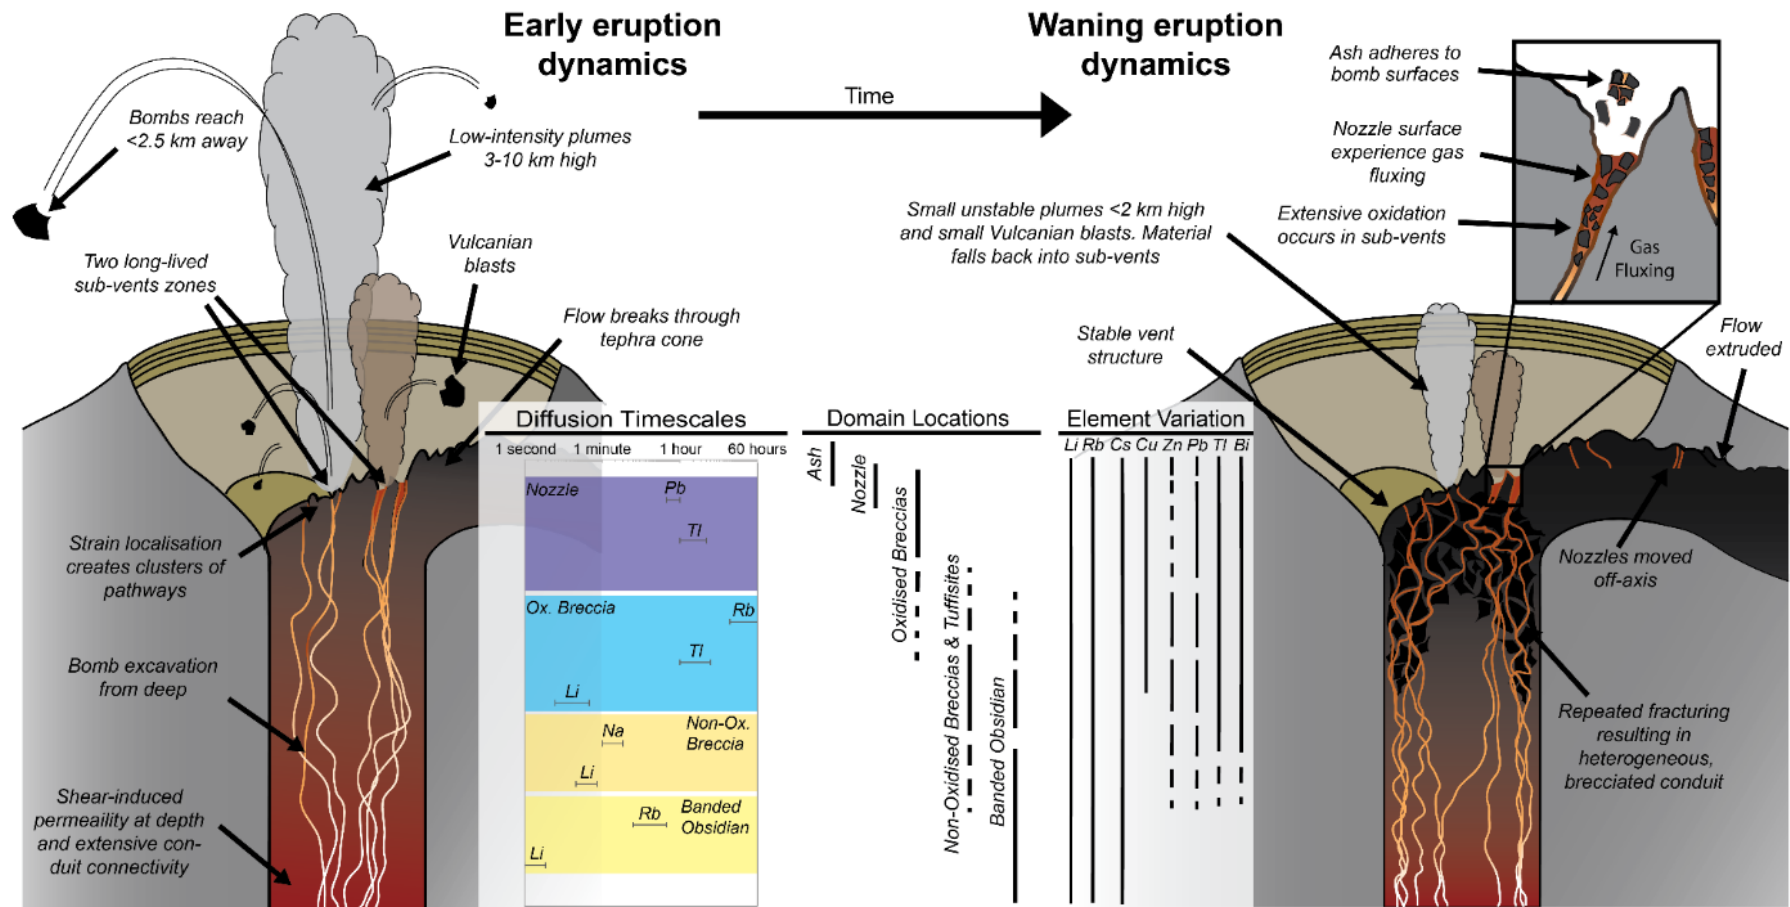 Early eruption
dynamics
Time
Waning eruption
dynamics
Bombs reach
<2.5 km away
Low-intensity plumes
3-10 km high
Two long-lived
sub-vents zones
Vulcanian
blasts
Flow breaks through
tephra cone
Strain localisation
creates clusters of
pathways
Bomb excavation
from deep
Shear-induced
permeaility at depth
and extensive con-
duit connectivity
Diffusion Timescales
1 second 1 minute 1 hour 60 hours
Nozzle
Pb
Tl
Ox. Breccia
Rb
Tl
Li
Na
Non-Ox.
Breccia
Li
Rb
Banded
Obsidian
Li
Domain Locations
Ash
Nozzle
Oxidised Breccias
Non-Oxidised Breccias & Tuffisites
Banded Obsidian
Element Variation
Li Rb Cs Cu Zn Pb Tl Bi
Small unstable plumes <2 km high
and small Vulcanian blasts. Material
falls back into sub-vents
Stable vent
structure
Ash adheres to
bomb surfaces
Nozzle surface
experience gas
fluxing
Extensive oxidation
occurs in sub-vents
Gas
Fluxing
Flow
extruded
Nozzles moved
off-axis
Repeated fracturing
resulting in
heterogeneous,
brecciated conduit